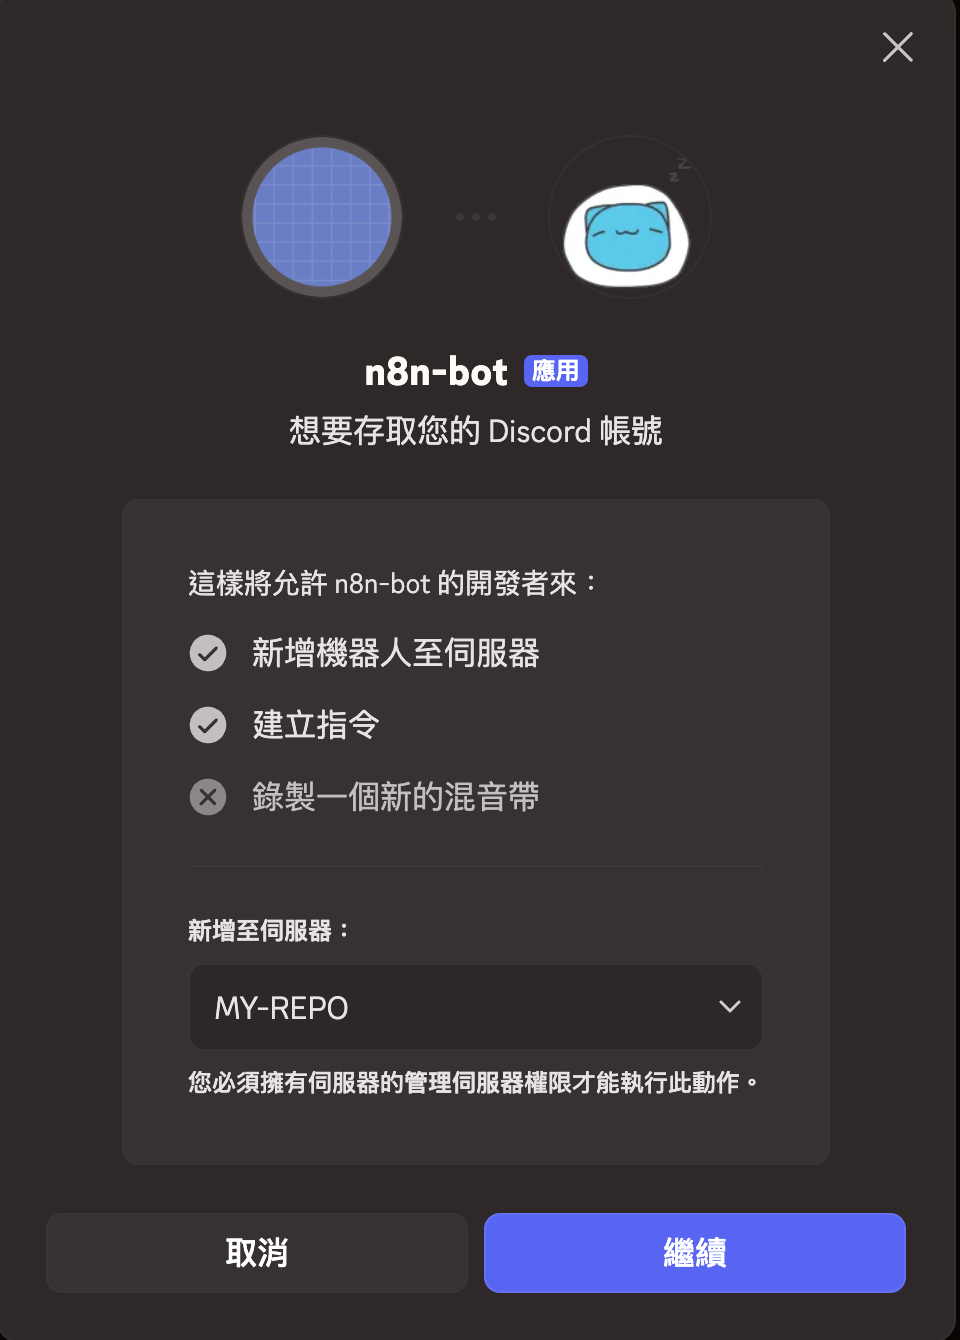 z z
n8n-bot 應用
想要存取您的 Discord 帳號
這樣將允許 n8n-bot 的開發者來：
新增機器人至伺服器
建立指令
錄製一個新的混音帶
新增至伺服器：
MY-REPO
您必須擁有伺服器的管理伺服器權限才能執行此動作。
取消
繼續